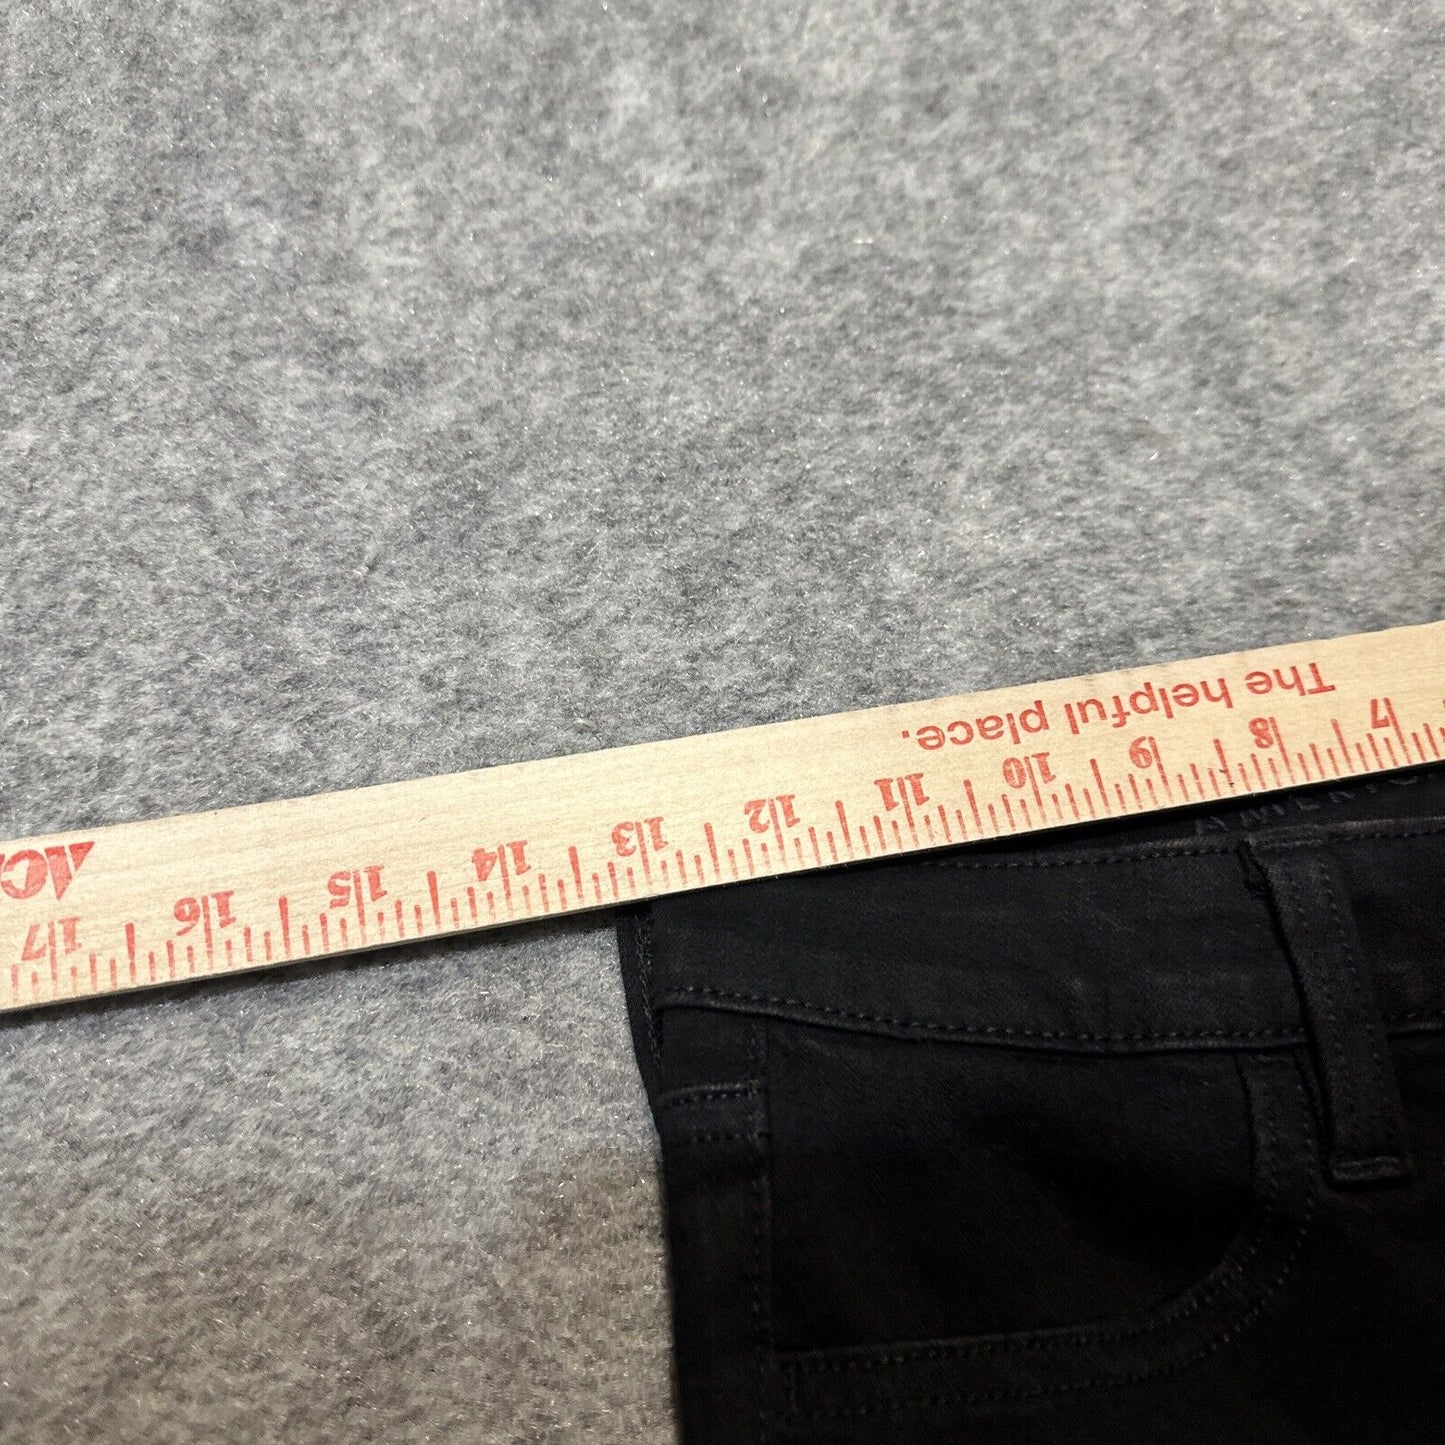 The helpful place.
7 8 9 10 11 12 13 14 15 16 17